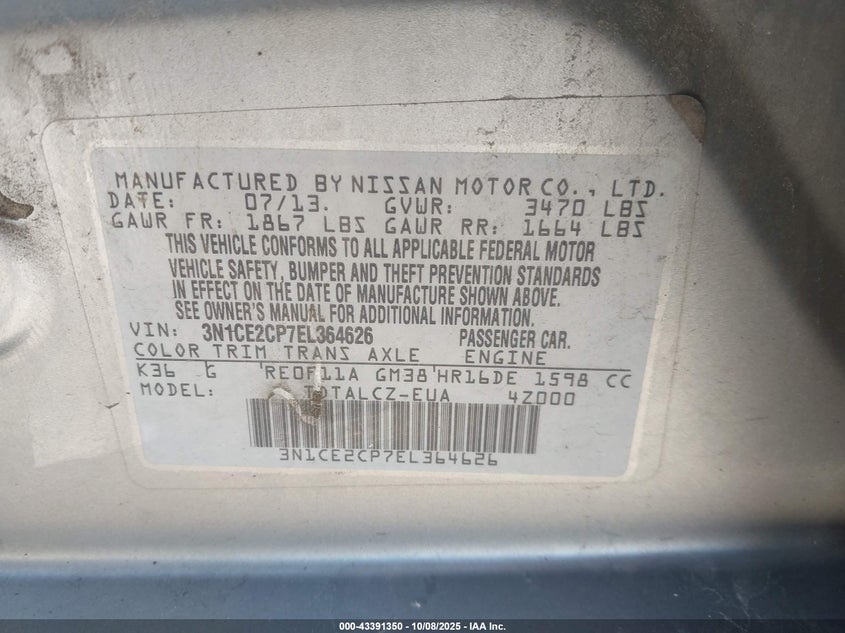 MANUFACTURED BY NISSAN MOTOR CO., LTD.
DATE: 07/13. GVWR: 3470 LBS
GAWR FR: 1867 LBS GAWR RR: 1664 LBS
THIS VEHICLE CONFORMS TO ALL APPLICABLE FEDERAL MOTOR
VEHICLE SAFETY, BUMPER AND THEFT PREVENTION STANDARDS
IN EFFECT ON THE DATE OF MANUFACTURE SHOWN ABOVE.
SEE OWNER'S MANUAL FOR ADDITIONAL INFORMATION.
VIN: 3N1CE2CP7EL364626 PASSENGER CAR.
COLOR TRIM TRANS AXLE ENGINE
K36 G RE0F11A GM38 HR16DE 1598 CC
MODEL: TDTALCZ-EUA 4Z000
3N1CE2CP7EL364626
000-43391350 | 10/08/2025 - IAA Inc.